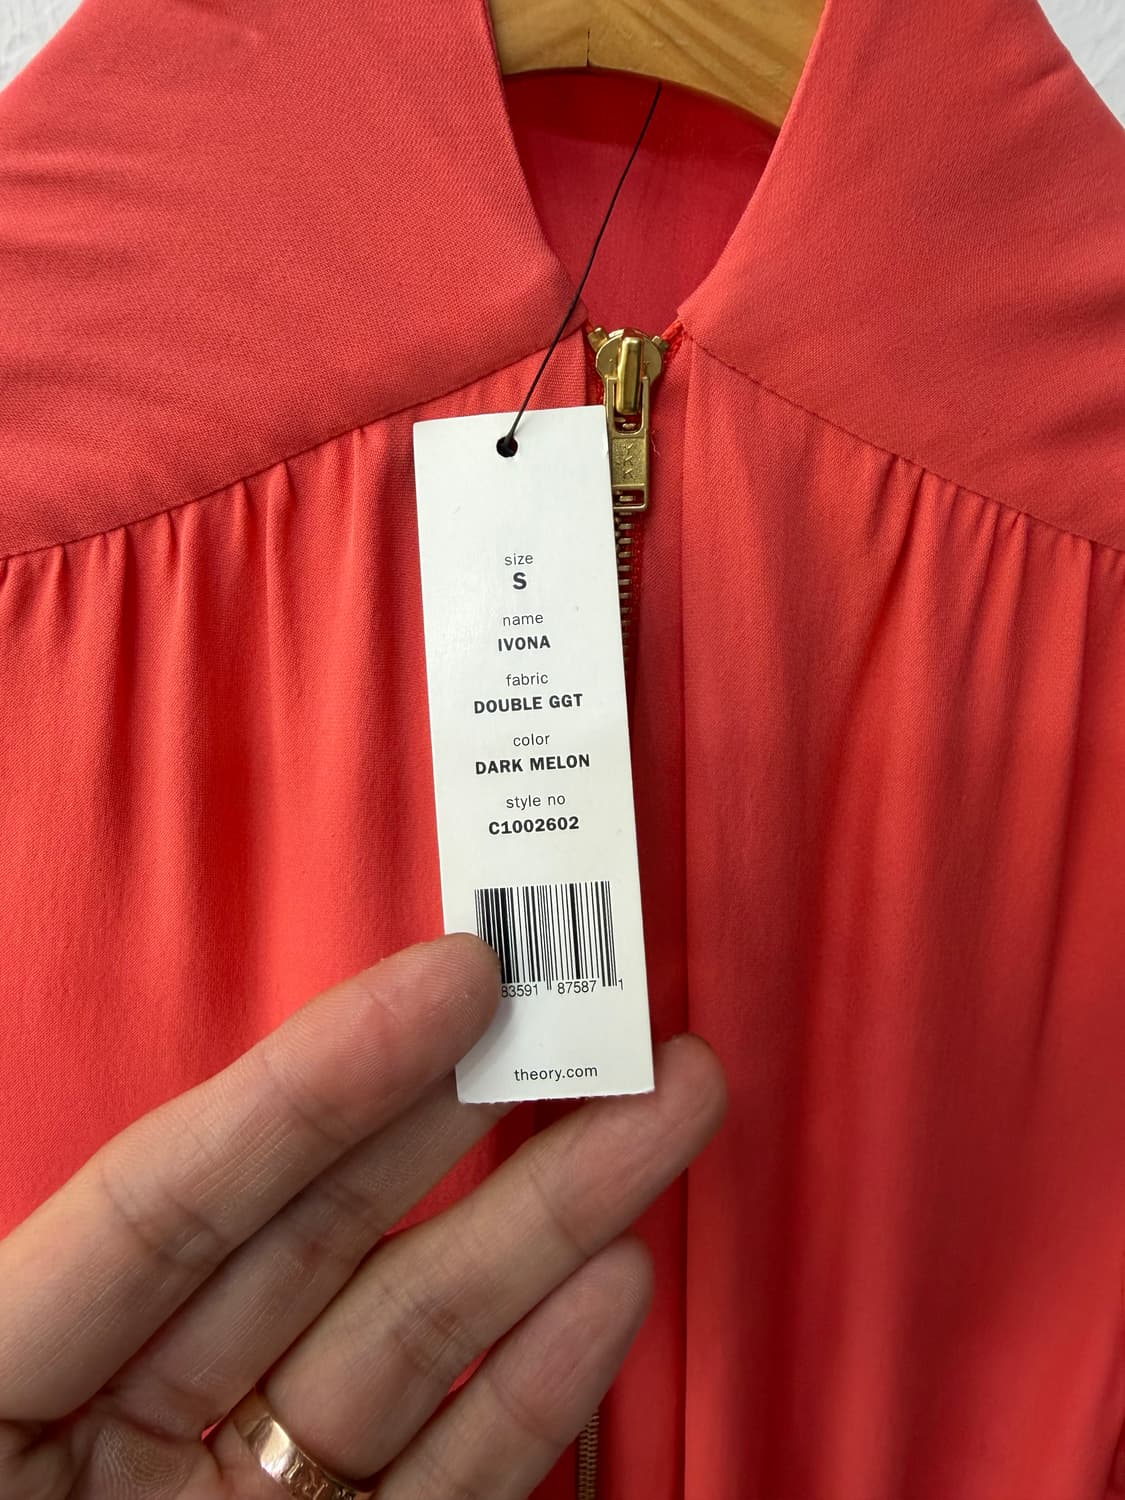 size
S
name
IVONA
fabric
DOUBLE GGT
color
DARK MELON
style no
C1002602
83591 87587 1
theory.com